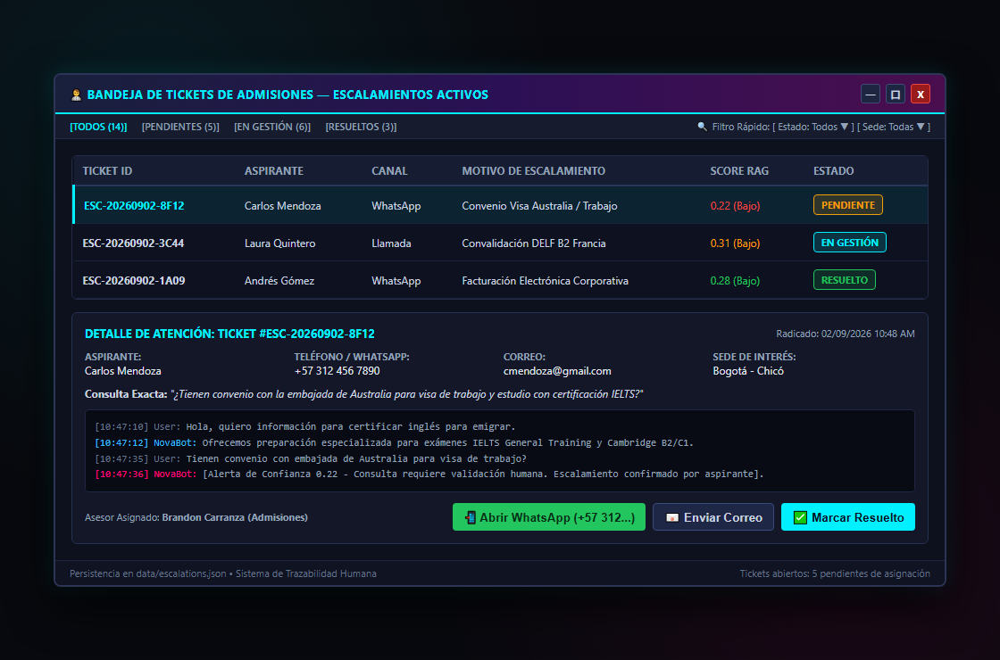 BANDEJA DE TICKETS DE ADMISIONES — ESCALAMIENTOS ACTIVOS
X
[TODOS (14)] [PENDIENTES (5)] [EN GESTIÓN (6)] [RESUELTOS (3)] Filtro Rápido: [ Estado: Todos ▼ ] [ Sede: Todas ▼ ]
TICKET ID ASPIRANTE CANAL MOTIVO DE ESCALAMIENTO SCORE RAG ESTADO
ESC-20260902-8F12 Carlos Mendoza WhatsApp Convenio Visa Australia / Trabajo 0.22 (Bajo) PENDIENTE
ESC-20260902-3C44 Laura Quintero Llamada Convalidación DELF B2 Francia 0.31 (Bajo) EN GESTIÓN
ESC-20260902-1A09 Andrés Gómez WhatsApp Facturación Electrónica Corporativa 0.28 (Bajo) RESUELTO
DETALLE DE ATENCIÓN: TICKET #ESC-20260902-8F12 Radicado: 02/09/2026 10:48 AM
ASPIRANTE: TELÉFONO / WHATSAPP: CORREO: SEDE DE INTERÉS:
Carlos Mendoza +57 312 456 7890 cmendoza@gmail.com Bogotá - Chicó
Consulta Exacta: "¿Tienen convenio con la embajada de Australia para visa de trabajo y estudio con certificación IELTS?"
[10:47:10] User: Hola, quiero información para certificar inglés para emigrar.
[10:47:12] NovaBot: Ofrecemos preparación especializada para exámenes IELTS General Training y Cambridge B2/C1.
[10:47:35] User: Tienen convenio con embajada de Australia para visa de trabajo?
[10:47:36] NovaBot: [Alerta de Confianza 0.22 - Consulta requiere validación humana. Escalamiento confirmado por aspirante].
Asesor Asignado: Brandon Carranza (Admisiones) Abrir WhatsApp (+57 312...) Enviar Correo Marcar Resuelto
Persistencia en data/escalations.json • Sistema de Trazabilidad Humana Tickets abiertos: 5 pendientes de asignación